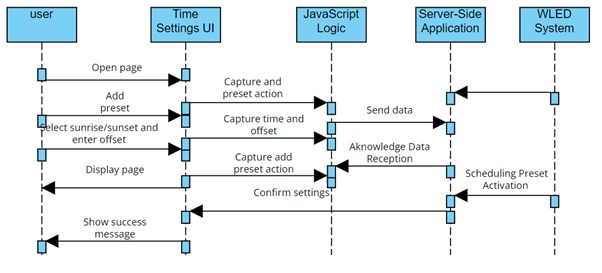 user
Time
Settings UI
JavaScript
Logic
Server-Side
Application
WLED
System
Open page
Capture and
preset action
Add
preset
Send data
Select sunrise/sunset and
enter offset
Capture time and
offset
Aknowledge Data
Reception
Display page
Capture add
preset action
Scheduling Preset
Activation
Confirm settings
Show success
message